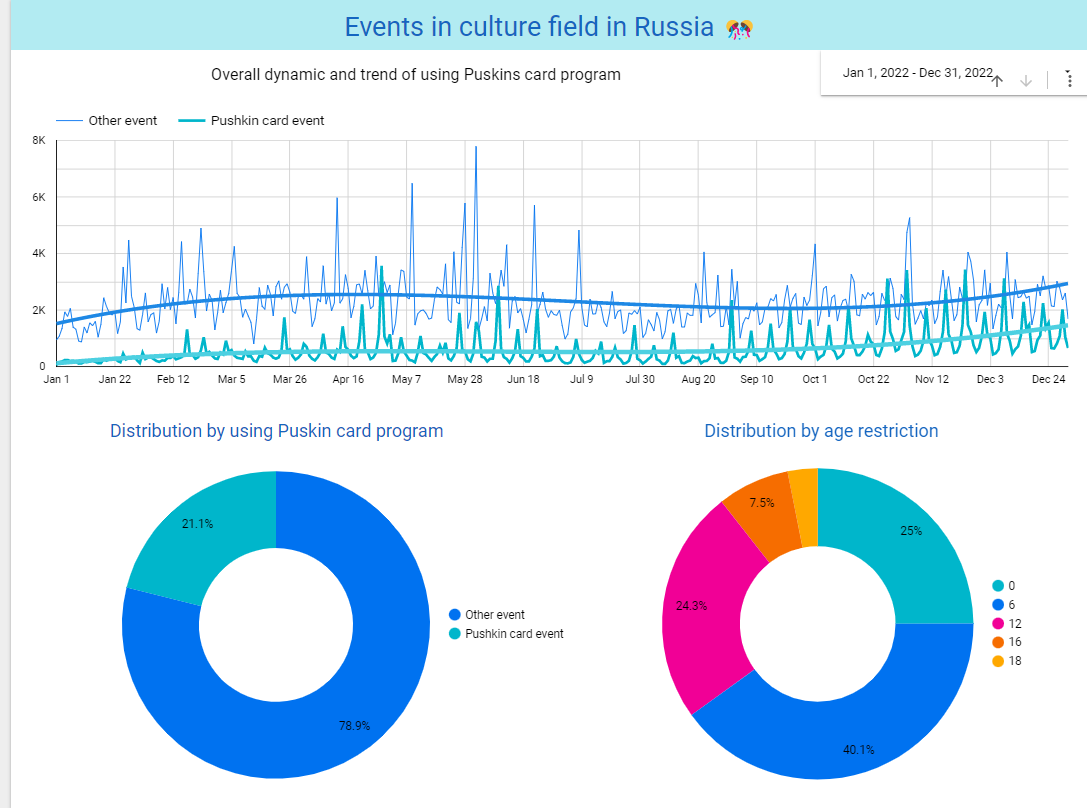 Events in culture field in Russia
Overall dynamic and trend of using Puskins card program
Jan 1, 2022 - Dec 31, 2022
Other event
Pushkin card event
8K
6K
4K
2K
0
Jan 1 Jan 22 Feb 12 Mar 5 Mar 26 Apr 16 May 7 May 28 Jun 18 Jul 9 Jul 30 Aug 20 Sep 10 Oct 1 Oct 22 Nov 12 Dec 3 Dec 24
Distribution by using Puskin card program
21.1%
78.9%
Other event
Pushkin card event
Distribution by age restriction
7.5%
25%
24.3%
40.1%
0
6
12
16
18